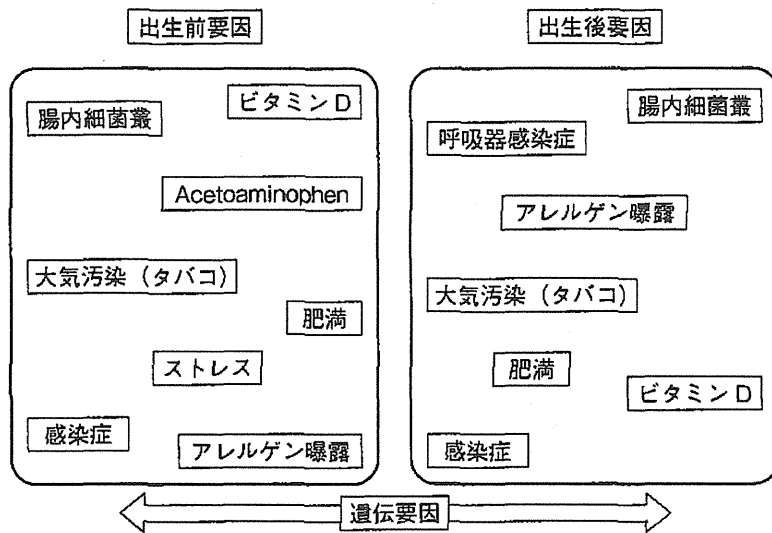 出生前要因
ビタミンD
腸内細菌叢
Acetoaminophen
大気汚染（タバコ）
肥満
ストレス
感染症
アレルゲン曝露
出生後要因
腸内細菌叢
呼吸器感染症
アレルゲン曝露
大気汚染（タバコ）
肥満
ビタミンD
感染症
遺伝要因